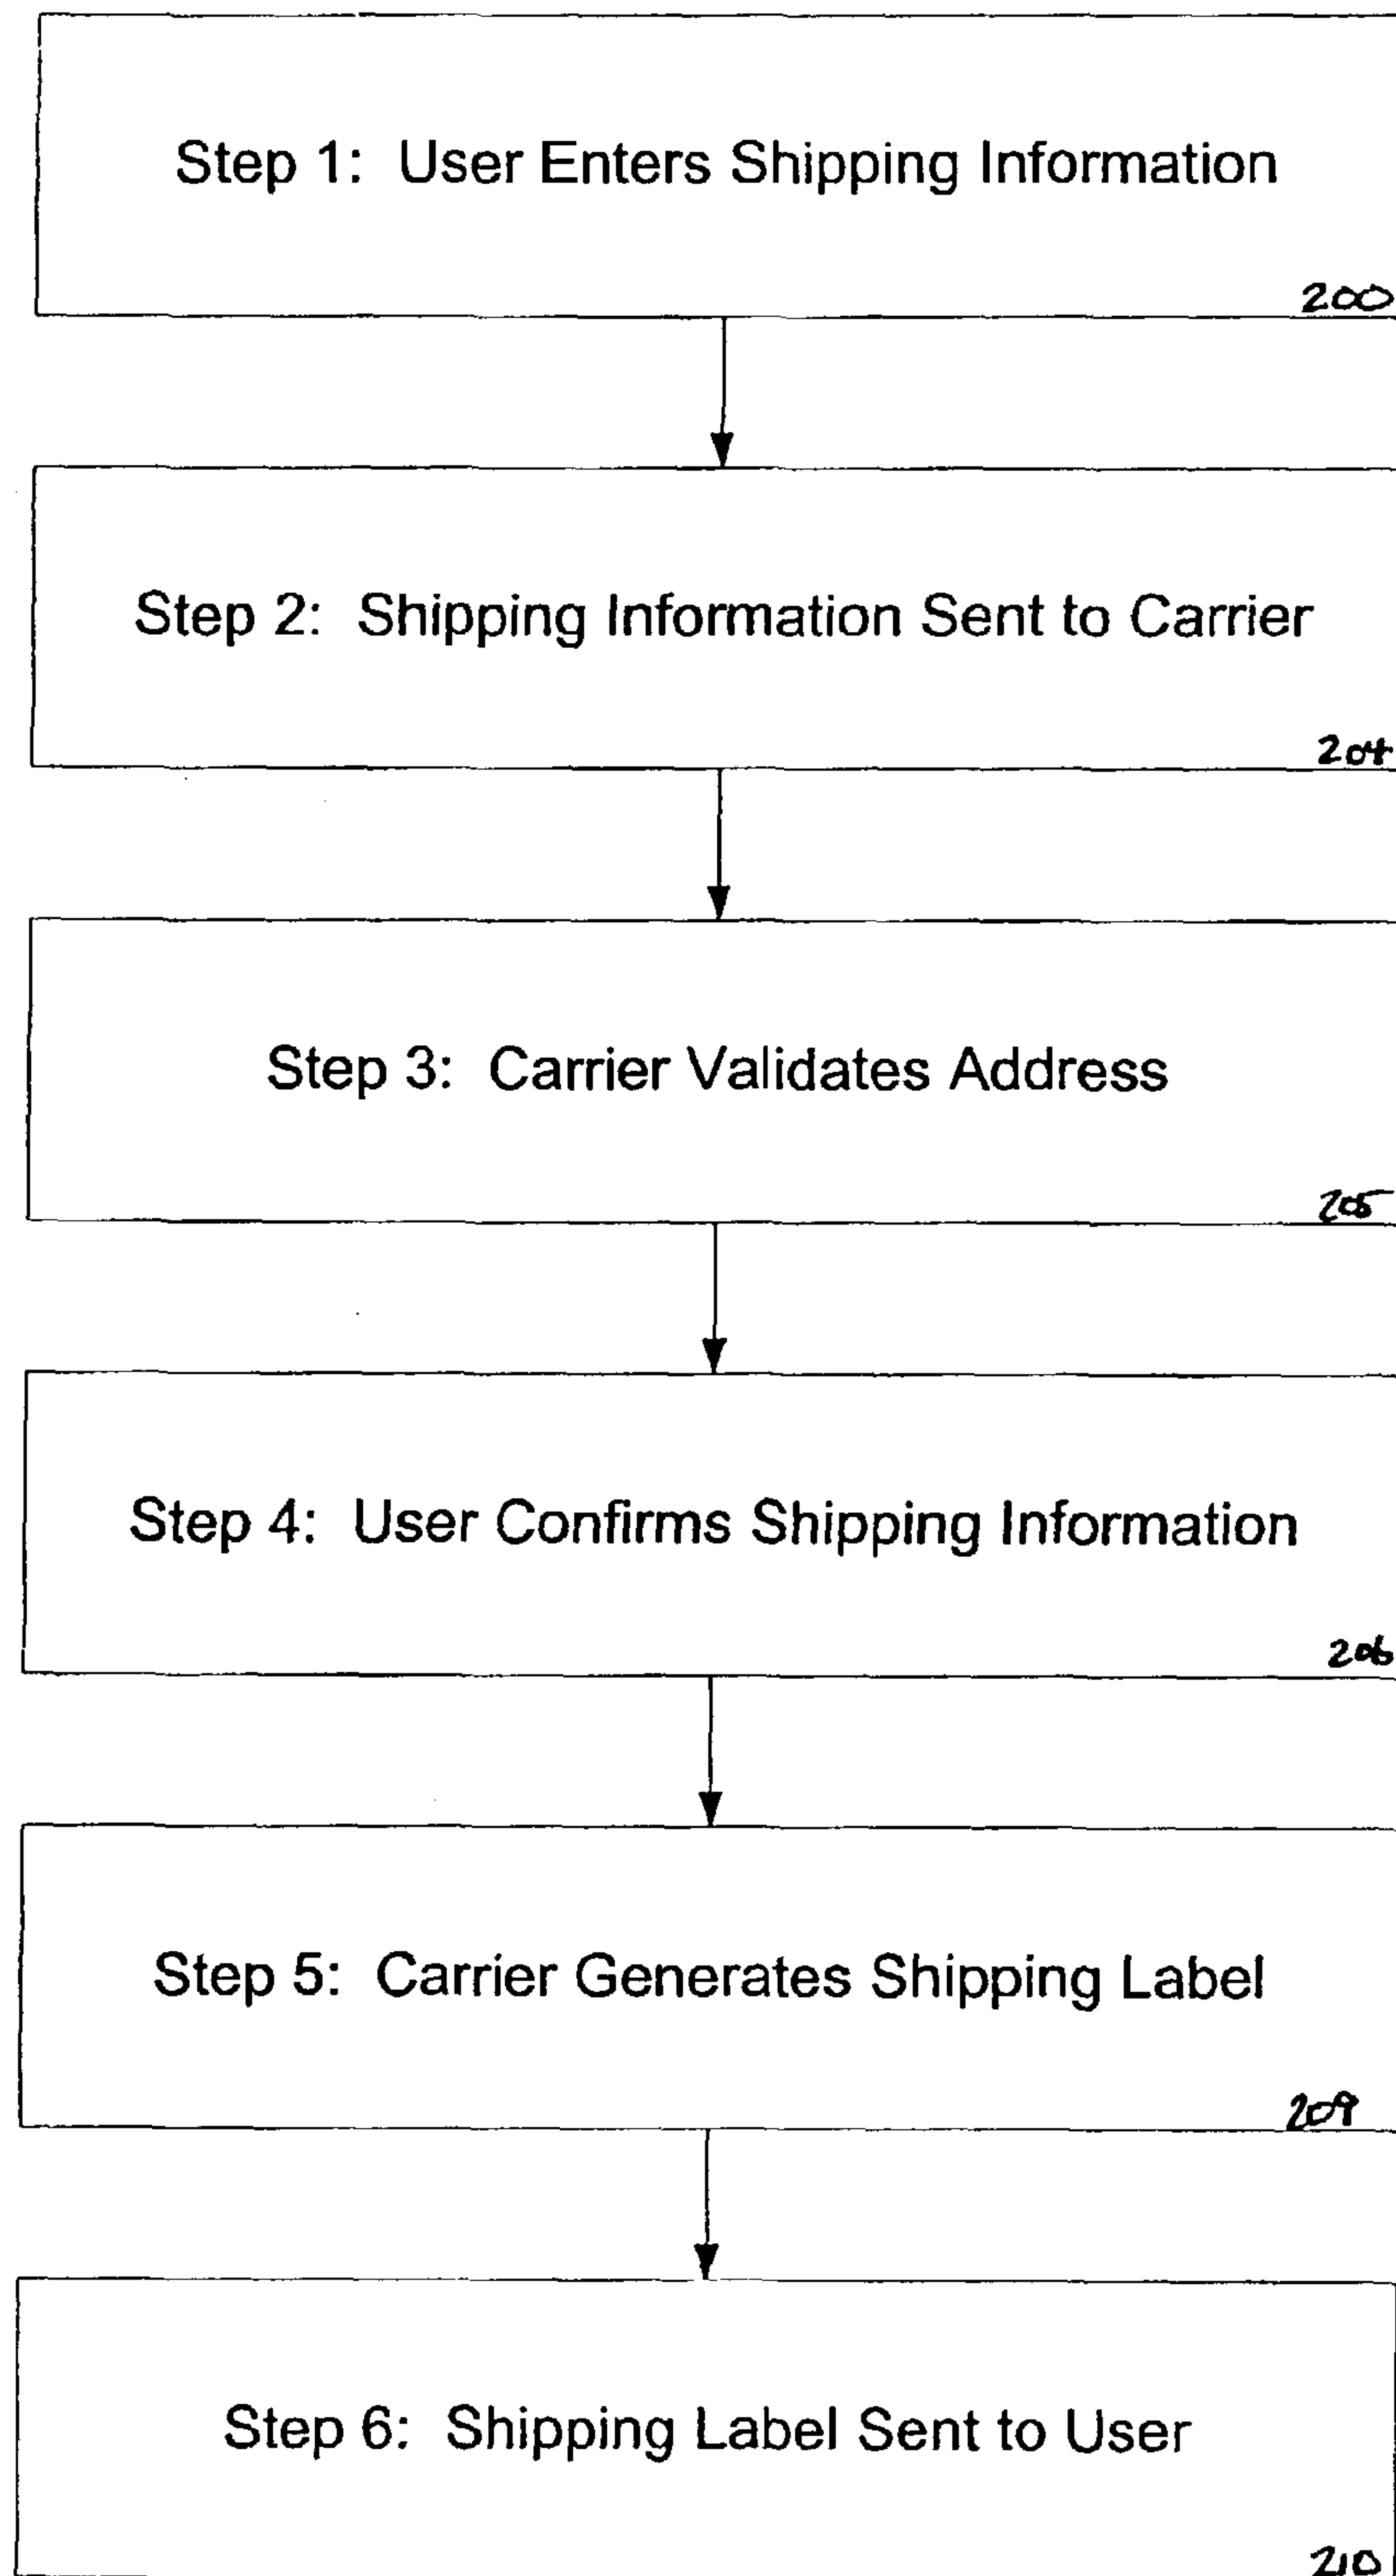 Step 1: User Enters Shipping Information
200
Step 2: Shipping Information Sent to Carrier
204
Step 3: Carrier Validates Address
205
Step 4: User Confirms Shipping Information
206
Step 5: Carrier Generates Shipping Label
209
Step 6: Shipping Label Sent to User
210